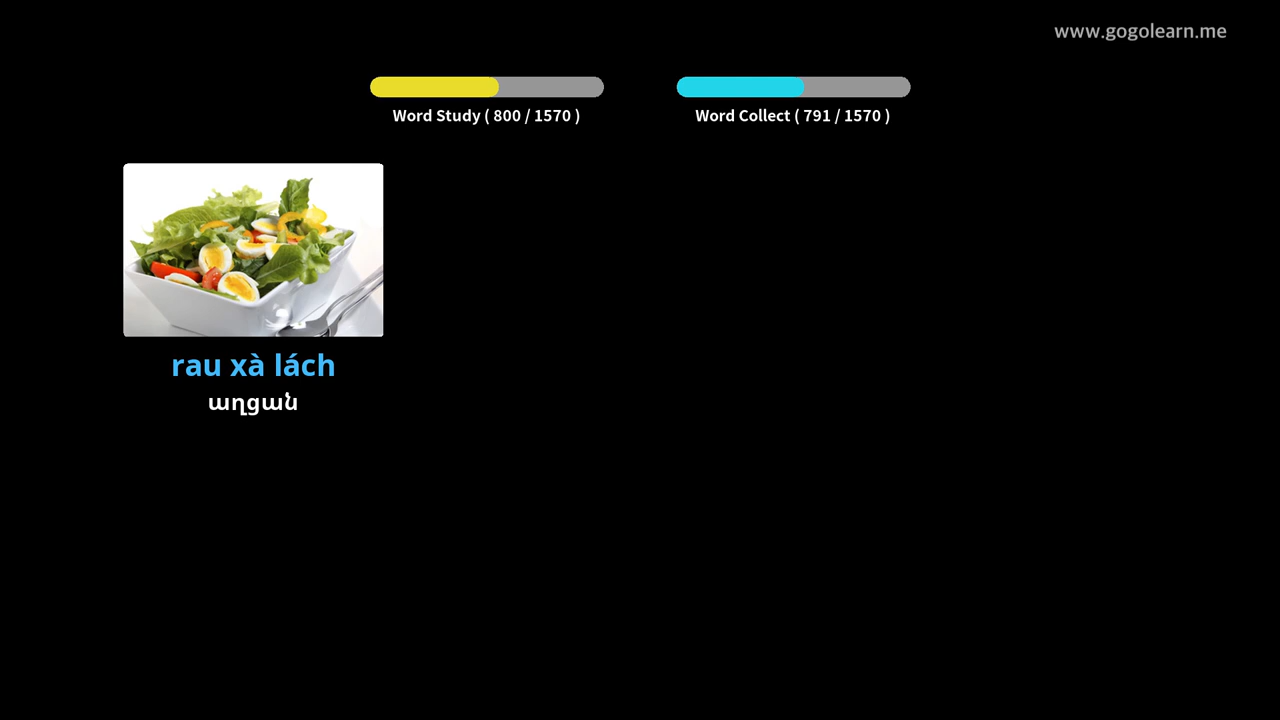 www.gogolearn.me
Word Study ( 800 / 1570 )
Word Collect ( 791 / 1570 )
rau xà lách
աղցան